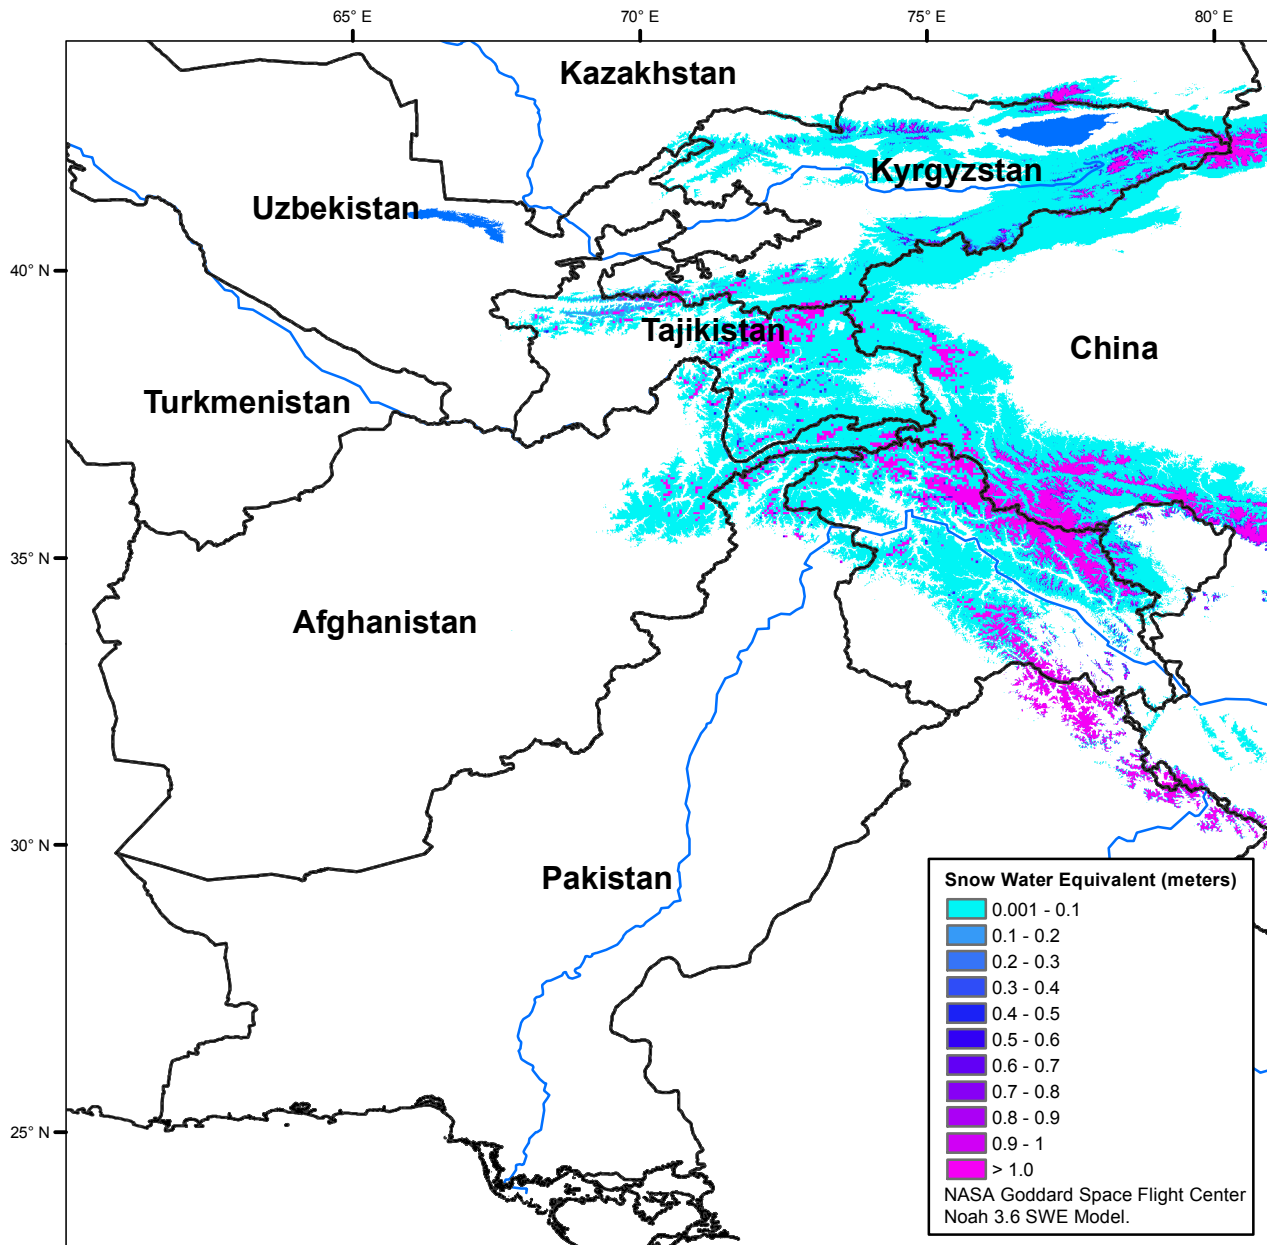 65° E
70° E
75° E
80° E
Kazakhstan
Kyrgyzstan
Uzbekistan
40° N
Tajikistan
China
Turkmenistan
35° N
Afghanistan
30° N
Pakistan
25° N
Snow Water Equivalent (meters)
0.001 - 0.1
0.1 - 0.2
0.2 - 0.3
0.3 - 0.4
0.4 - 0.5
0.5 - 0.6
0.6 - 0.7
0.7 - 0.8
0.8 - 0.9
0.9 - 1
> 1.0
NASA Goddard Space Flight Center
Noah 3.6 SWE Model.